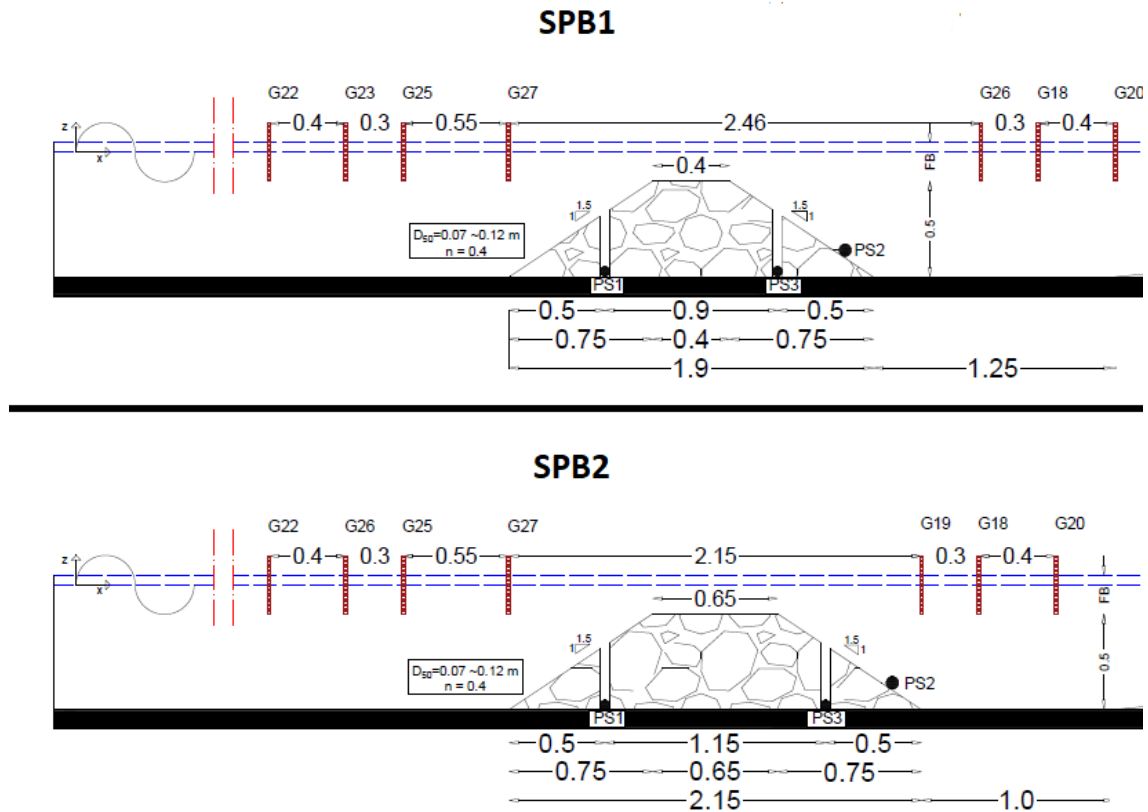 SPB1
G22 G23 G25 G27 G26 G18 G20
0.4 0.3 0.55 2.46 0.3 0.4
z
x
0.4
FB
1.5
1
1.5
1
0.5
D50=0.07 ~0.12 m
n = 0.4
PS2
PS1 PS3
0.5 0.9 0.5
0.75 0.4 0.75
1.9 1.25
SPB2
G22 G26 G25 G27 G19 G18 G20
0.4 0.3 0.55 2.15 0.3 0.4
z
x
0.65
FB
1.5
1
1.5
1
0.5
D50=0.07 ~0.12 m
n = 0.4
PS2
PS1 PS3
0.5 1.15 0.5
0.75 0.65 0.75
2.15 1.0